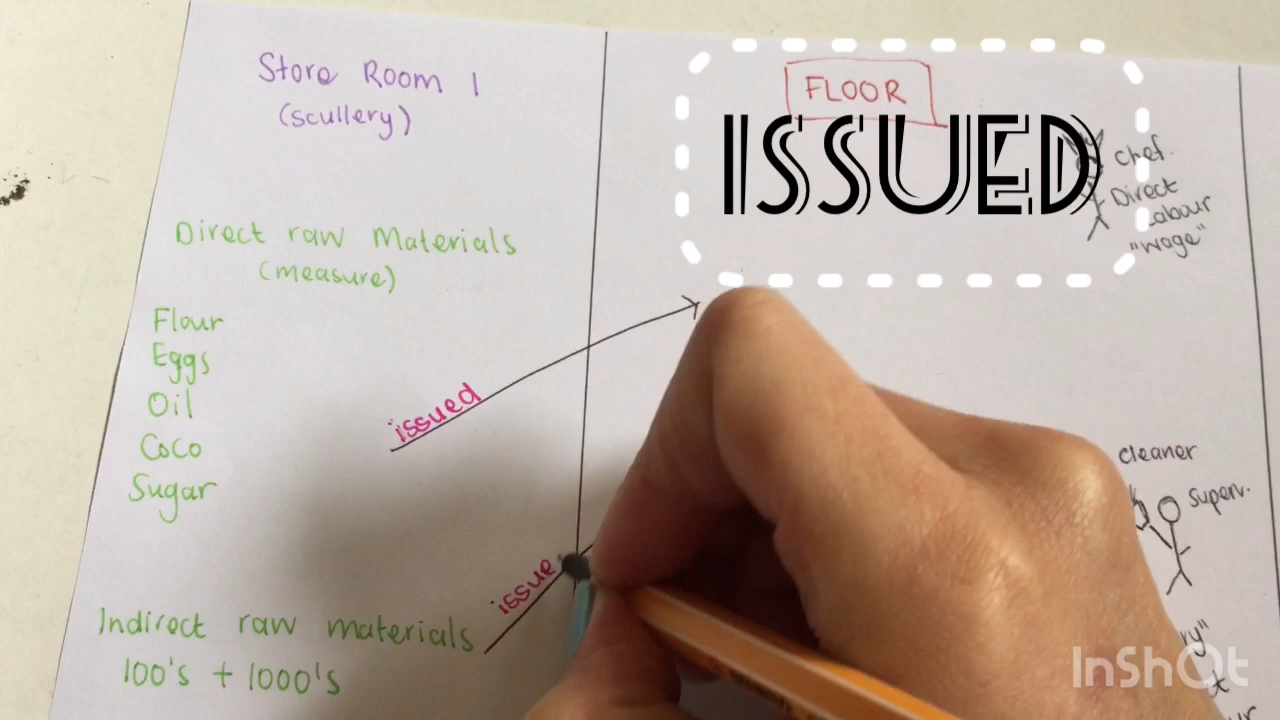 Store Room 1
(scullery)
Direct raw Materials
(measure)
Flour
Eggs
Oil
Coco
Sugar
issued
issue
Indirect raw materials
100's + 1000's
FLOOR
ISSUED
chef.
Direct
Labour
"wage"
cleaner
superv.
InShOt